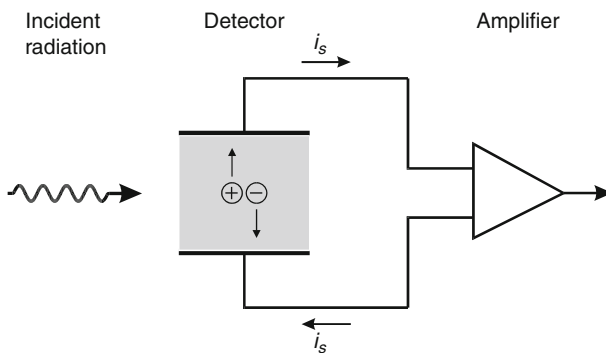 Incident
radiation
Detector
Amplifier
i_s
+ −
i_s